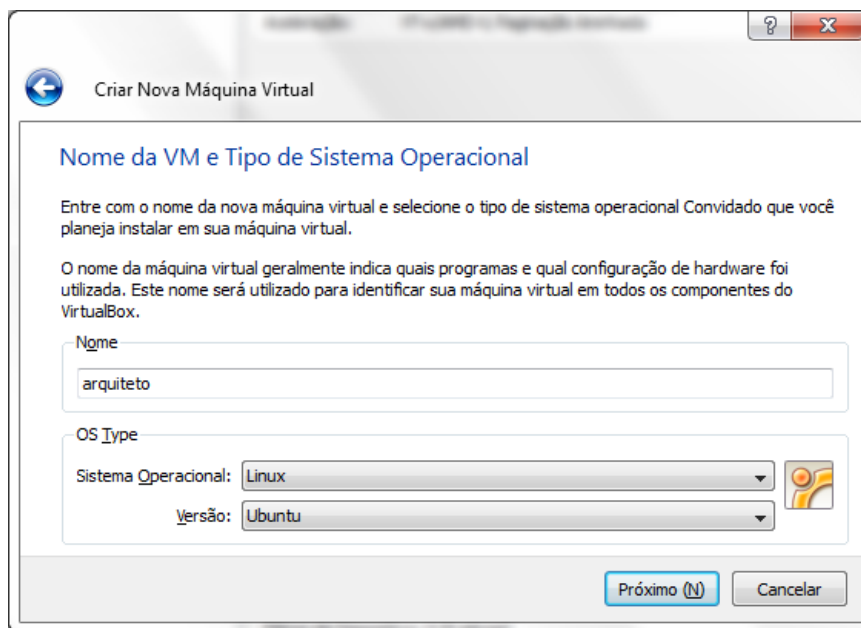 Criar Nova Máquina Virtual
Nome da VM e Tipo de Sistema Operacional
Entre com o nome da nova máquina virtual e selecione o tipo de sistema operacional Convidado que você
planeja instalar em sua máquina virtual.
O nome da máquina virtual geralmente indica quais programas e qual configuração de hardware foi
utilizada. Este nome será utilizado para identificar sua máquina virtual em todos os componentes do
VirtualBox.
Nome
arquiteto
OS Type
Sistema Operacional: Linux
Versão: Ubuntu
Próximo (N) Cancelar